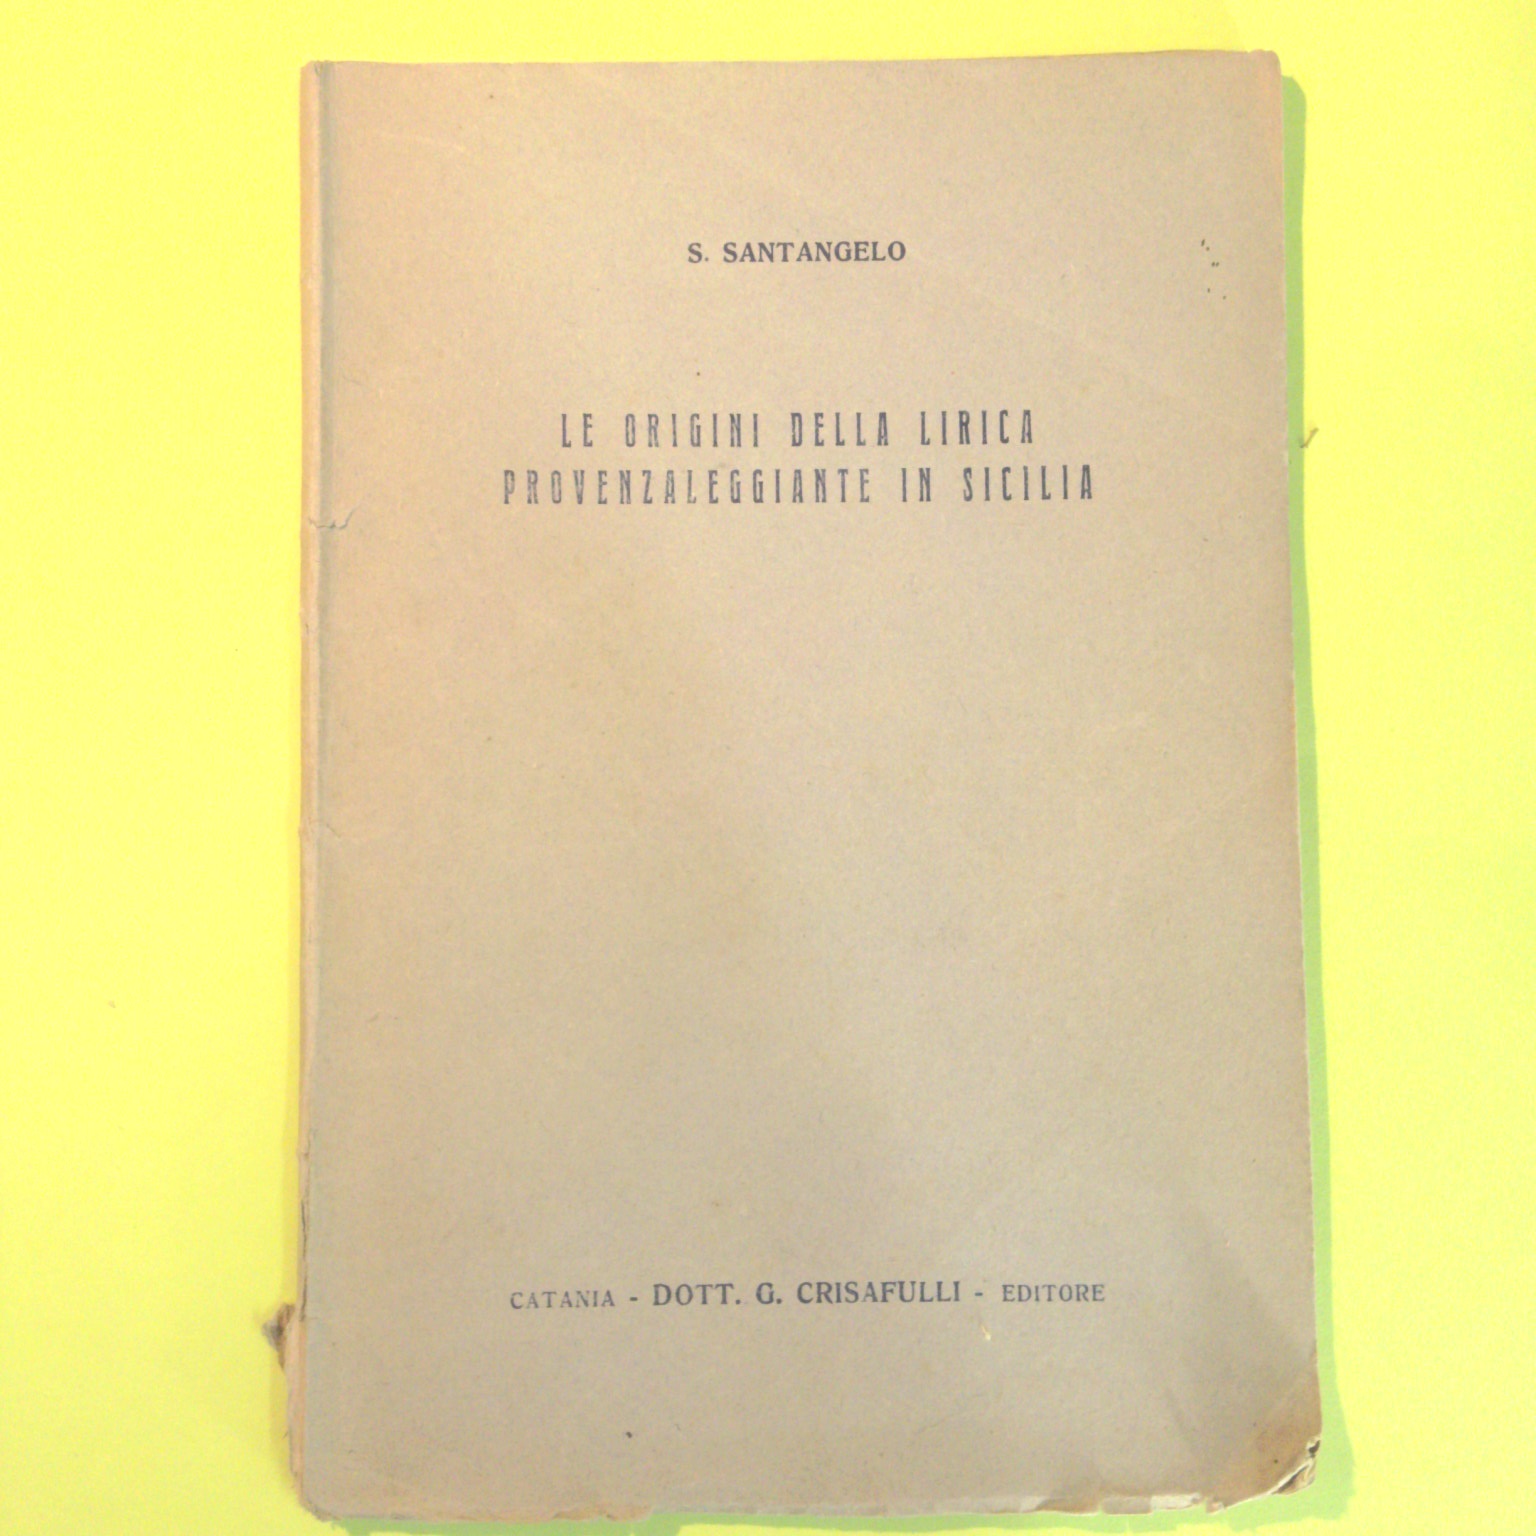 S. SANTANGELO
LE ORIGINI DELLA LIRICA
PROVENZALEGGIANTE IN SICILIA
CATANIA - DOTT. G. CRISAFULLI - EDITORE